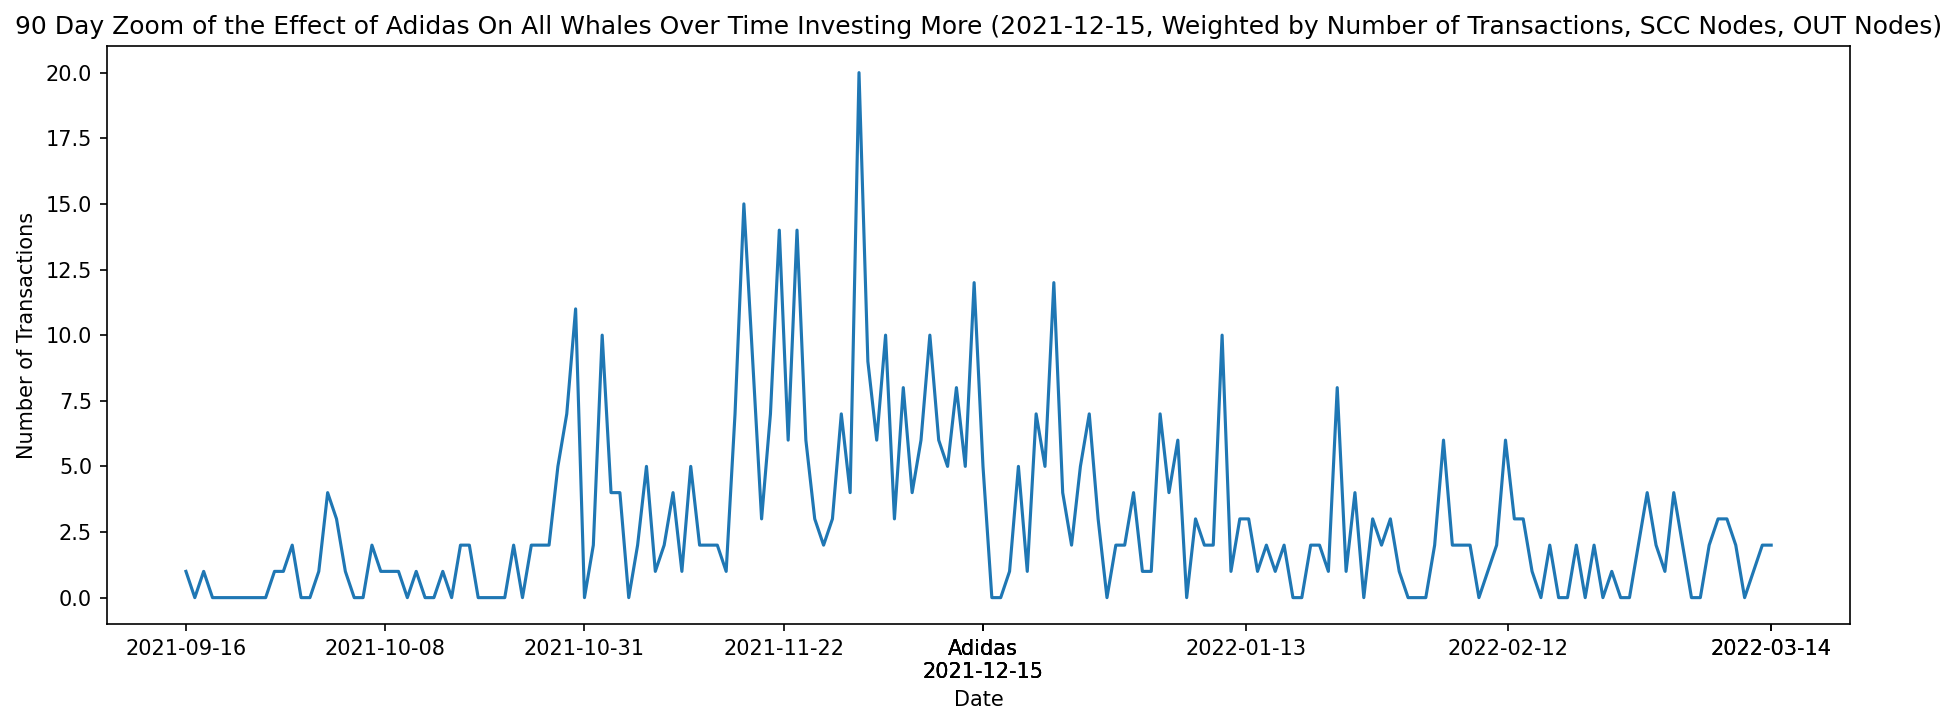 90 Day Zoom of the Effect of Adidas On All Whales Over Time Investing More (2021-12-15, Weighted by Number of Transactions, SCC Nodes, OUT Nodes)
20.0
17.5
15.0
12.5
10.0
7.5
5.0
2.5
0.0
Number of Transactions
2021-09-16 2021-10-08 2021-10-31 2021-11-22 Adidas 2022-01-13 2022-02-12 2022-03-14
2021-12-15
Date